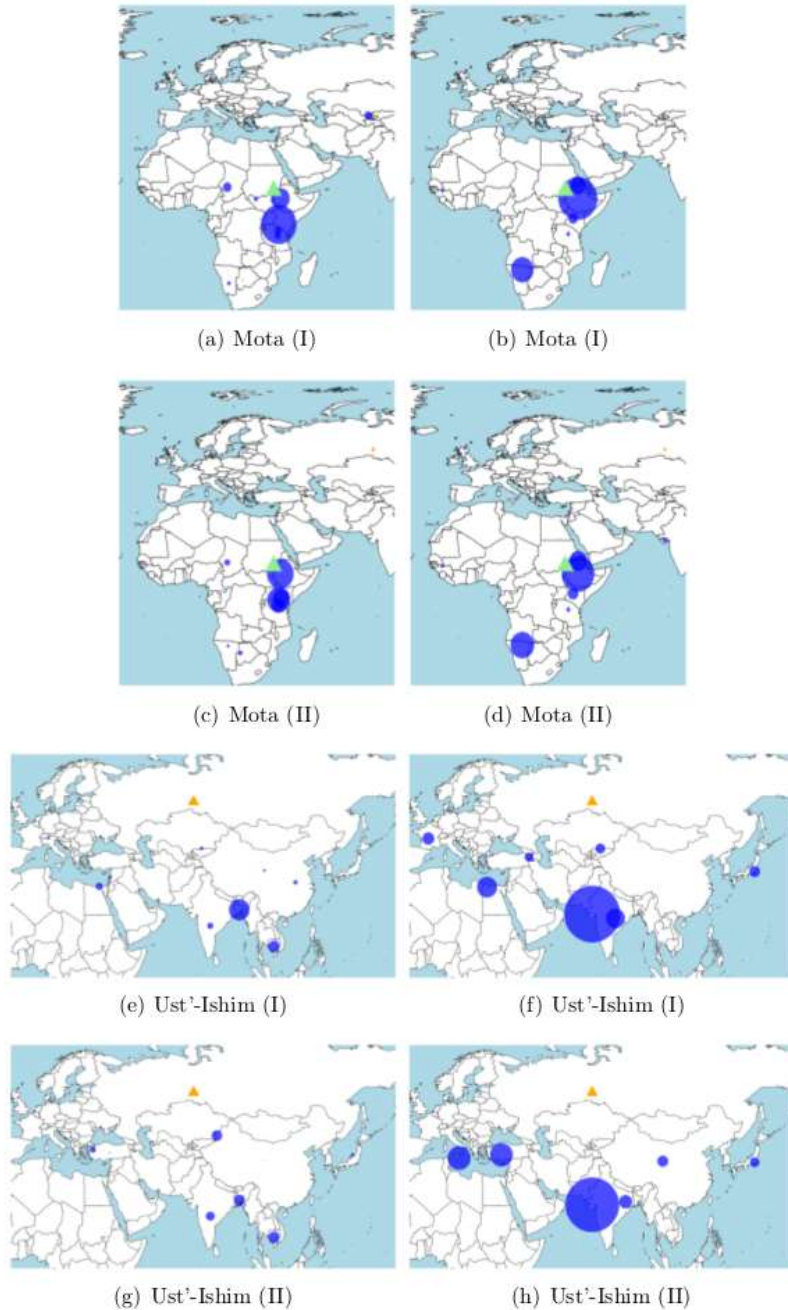 (a) Mota (I)
(b) Mota (I)
(c) Mota (II)
(d) Mota (II)
(e) Ust'-Ishim (I)
(f) Ust'-Ishim (I)
(g) Ust'-Ishim (II)
(h) Ust'-Ishim (II)